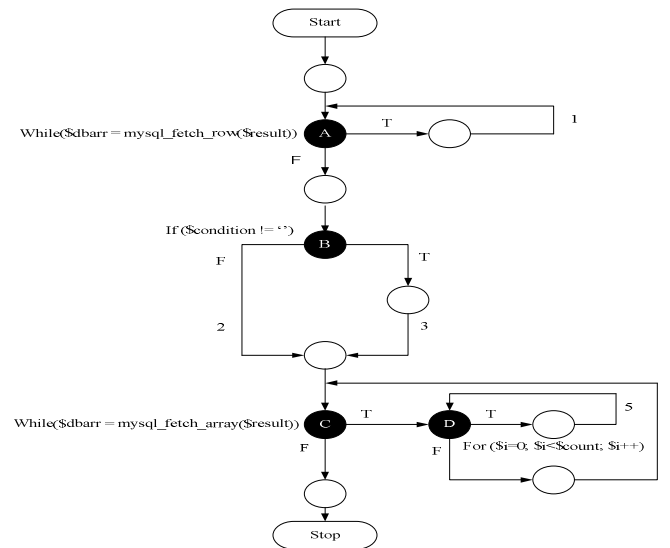 Start
1
T
While($dbarr = mysql_fetch_row($result))
A
F
If ($condition != ‘’)
B
F
T
2
3
5
While($dbarr = mysql_fetch_array($result))
C
T
D
T
F
F
For ($i=0; $i<$count; $i++)
Stop